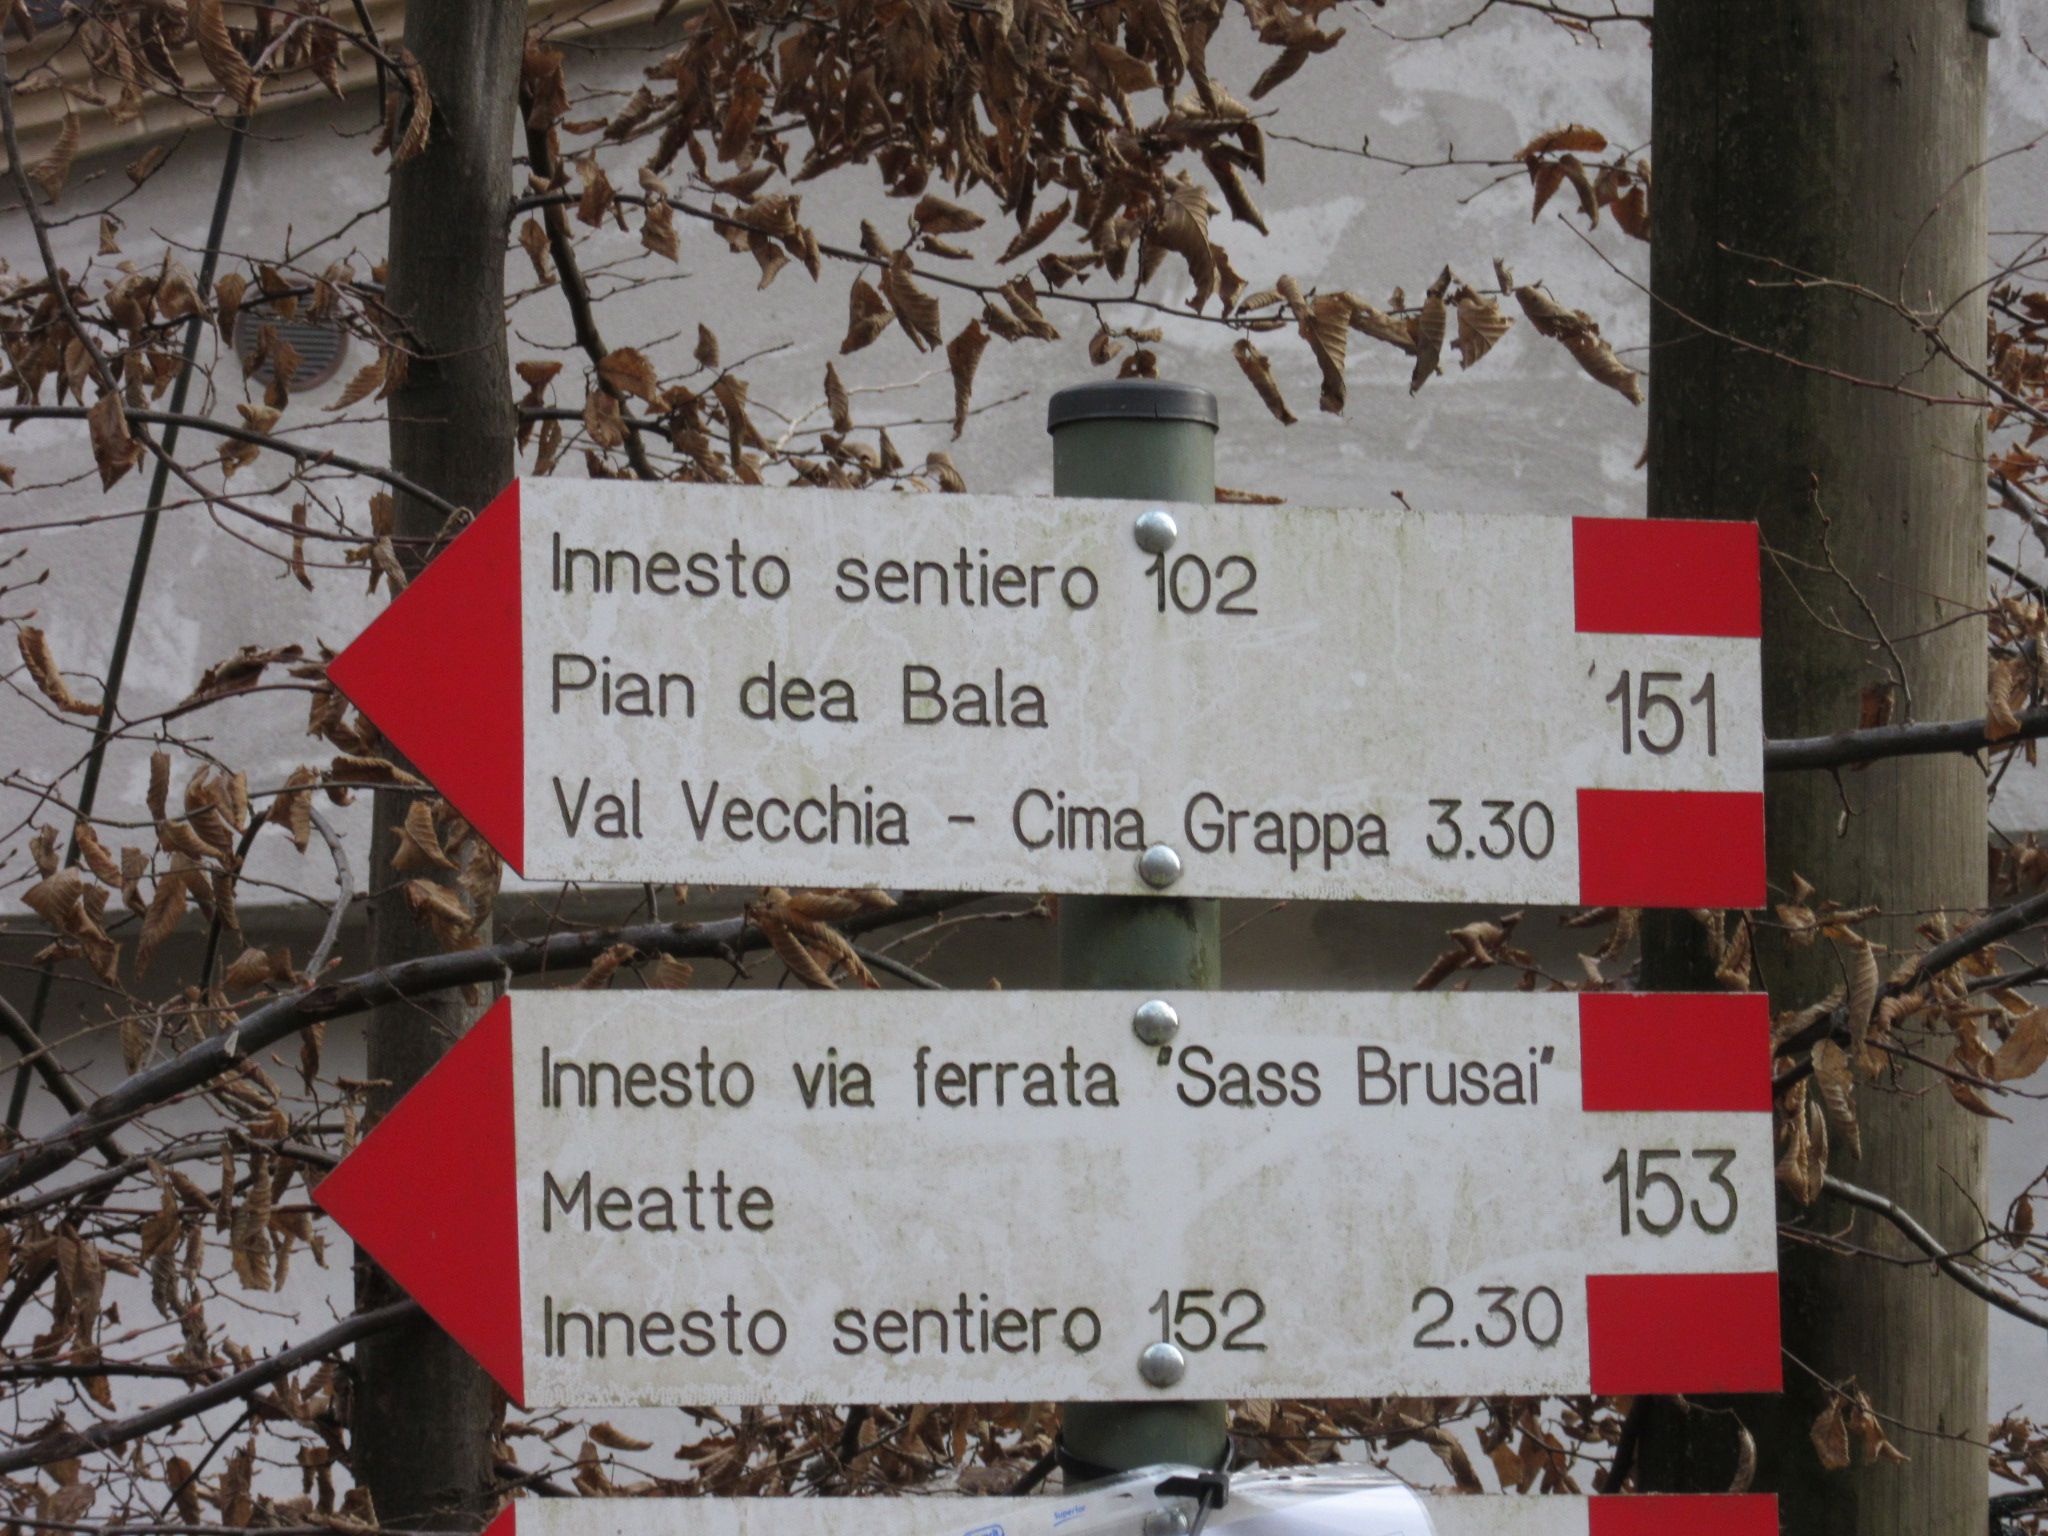 Innesto sentiero 102
Pian dea Bala
151
Val Vecchia - Cima Grappa 3.30
Innesto via ferrata "Sass Brusai"
Meatte
153
Innesto sentiero 152 2.30
Superior